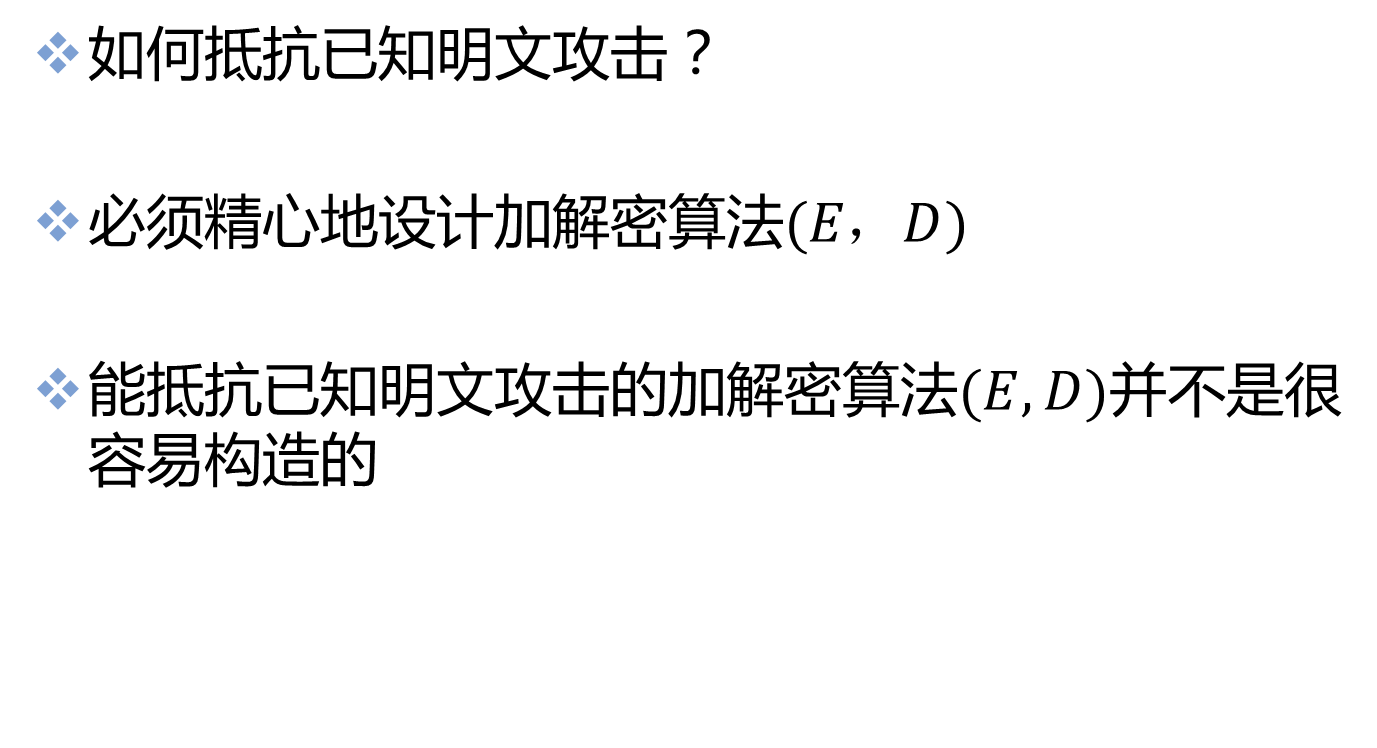 ❖如何抵抗已知明文攻击？
❖必须精心地设计加解密算法(E，D)
❖能抵抗已知明文攻击的加解密算法(E,D)并不是很
容易构造的